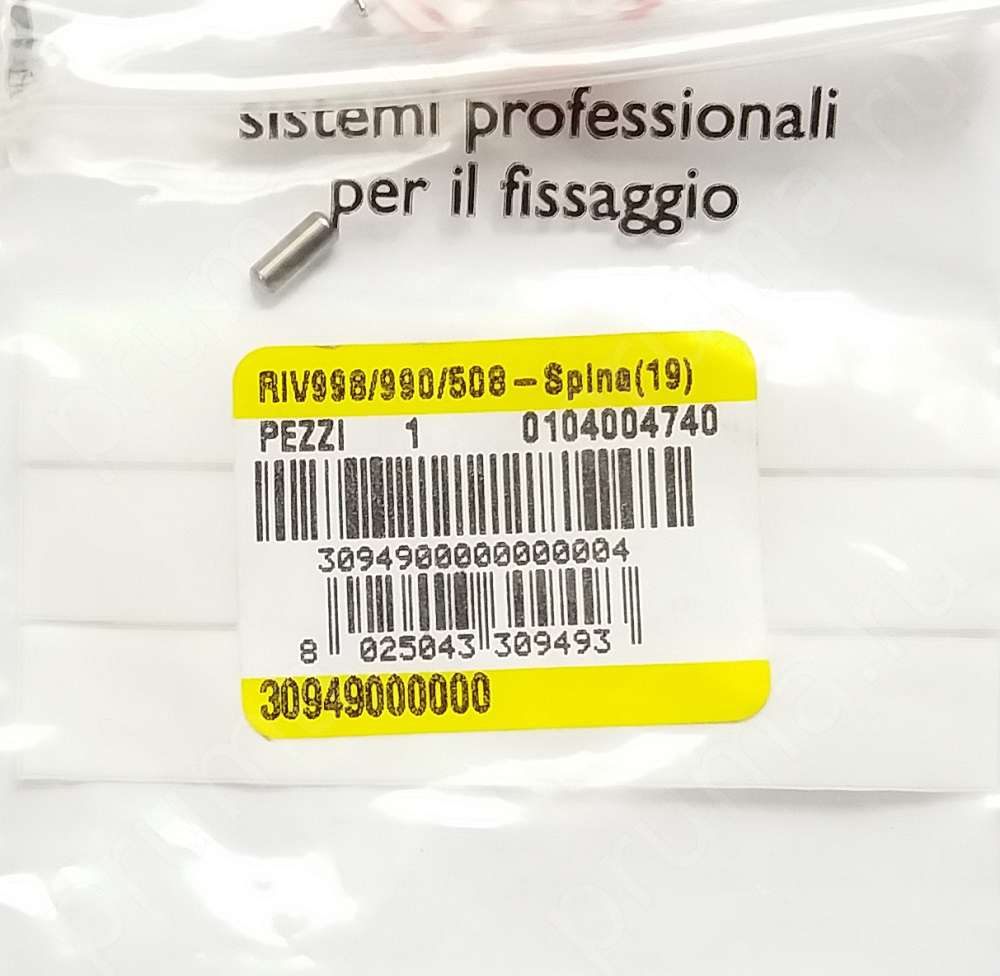 sistemi professionali
per il fissaggio
RIV998/990/508-Spina(19)
PEZZI 1 0104004740
3094900000000004
8 025043 309493
30949000000